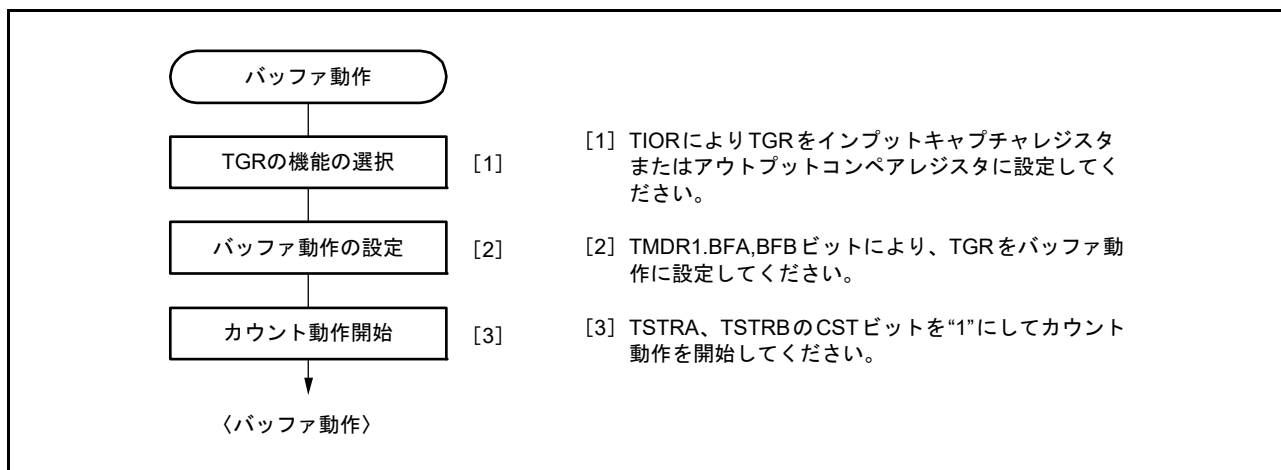 バッファ動作
TGRの機能の選択 [1]
バッファ動作の設定 [2]
カウント動作開始 [3]
〈バッファ動作〉
[1] TIORによりTGRをインプットキャプチャレジスタ
またはアウトプットコンペアレジスタに設定してく
ださい。
[2] TMDR1.BFA,BFBビットにより、TGRをバッファ動
作に設定してください。
[3] TSTRA、TSTRBのCSTビットを“1”にしてカウント
動作を開始してください。